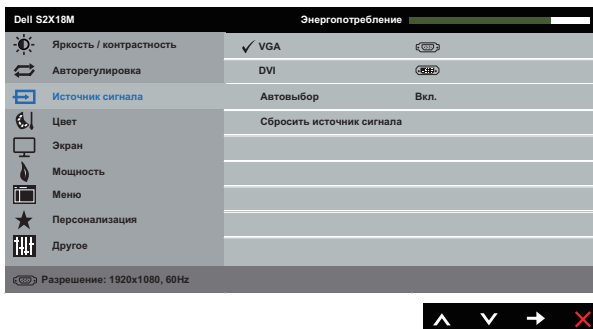 Dell S2X18M Энергопотребление
Яркость / контрастность VGA
Авторегулировка DVI
Источник сигнала Автовыбор Вкл.
Цвет Сбросить источник сигнала
Экран
Мощность
Меню
Персонализация
Другое
Разрешение: 1920x1080, 60Hz